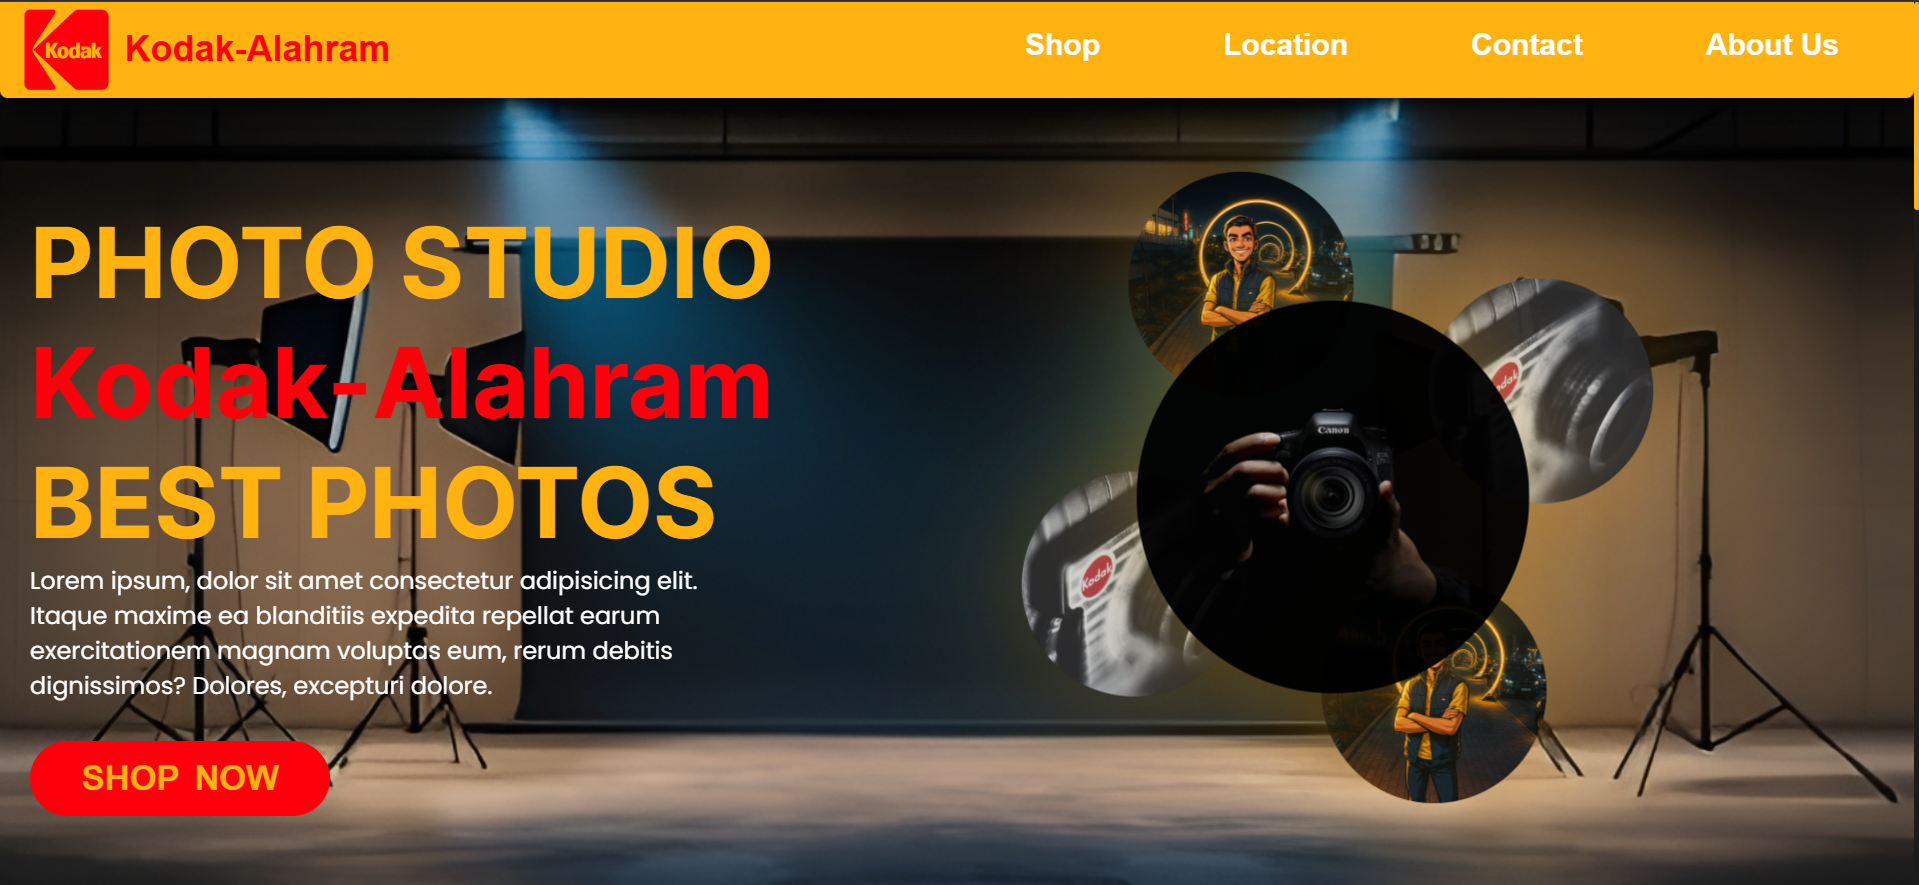 Kodak
Kodak-Alahram
Shop
Location
Contact
About Us
PHOTO STUDIO
Kodak-Alahram
BEST PHOTOS
Lorem ipsum, dolor sit amet consectetur adipisicing elit.
Itaque maxime ea blanditiis expedita repellat earum
exercitationem magnam voluptas eum, rerum debitis
dignissimos? Dolores, excepturi dolore.
SHOP NOW
Canon
Kodak
odak